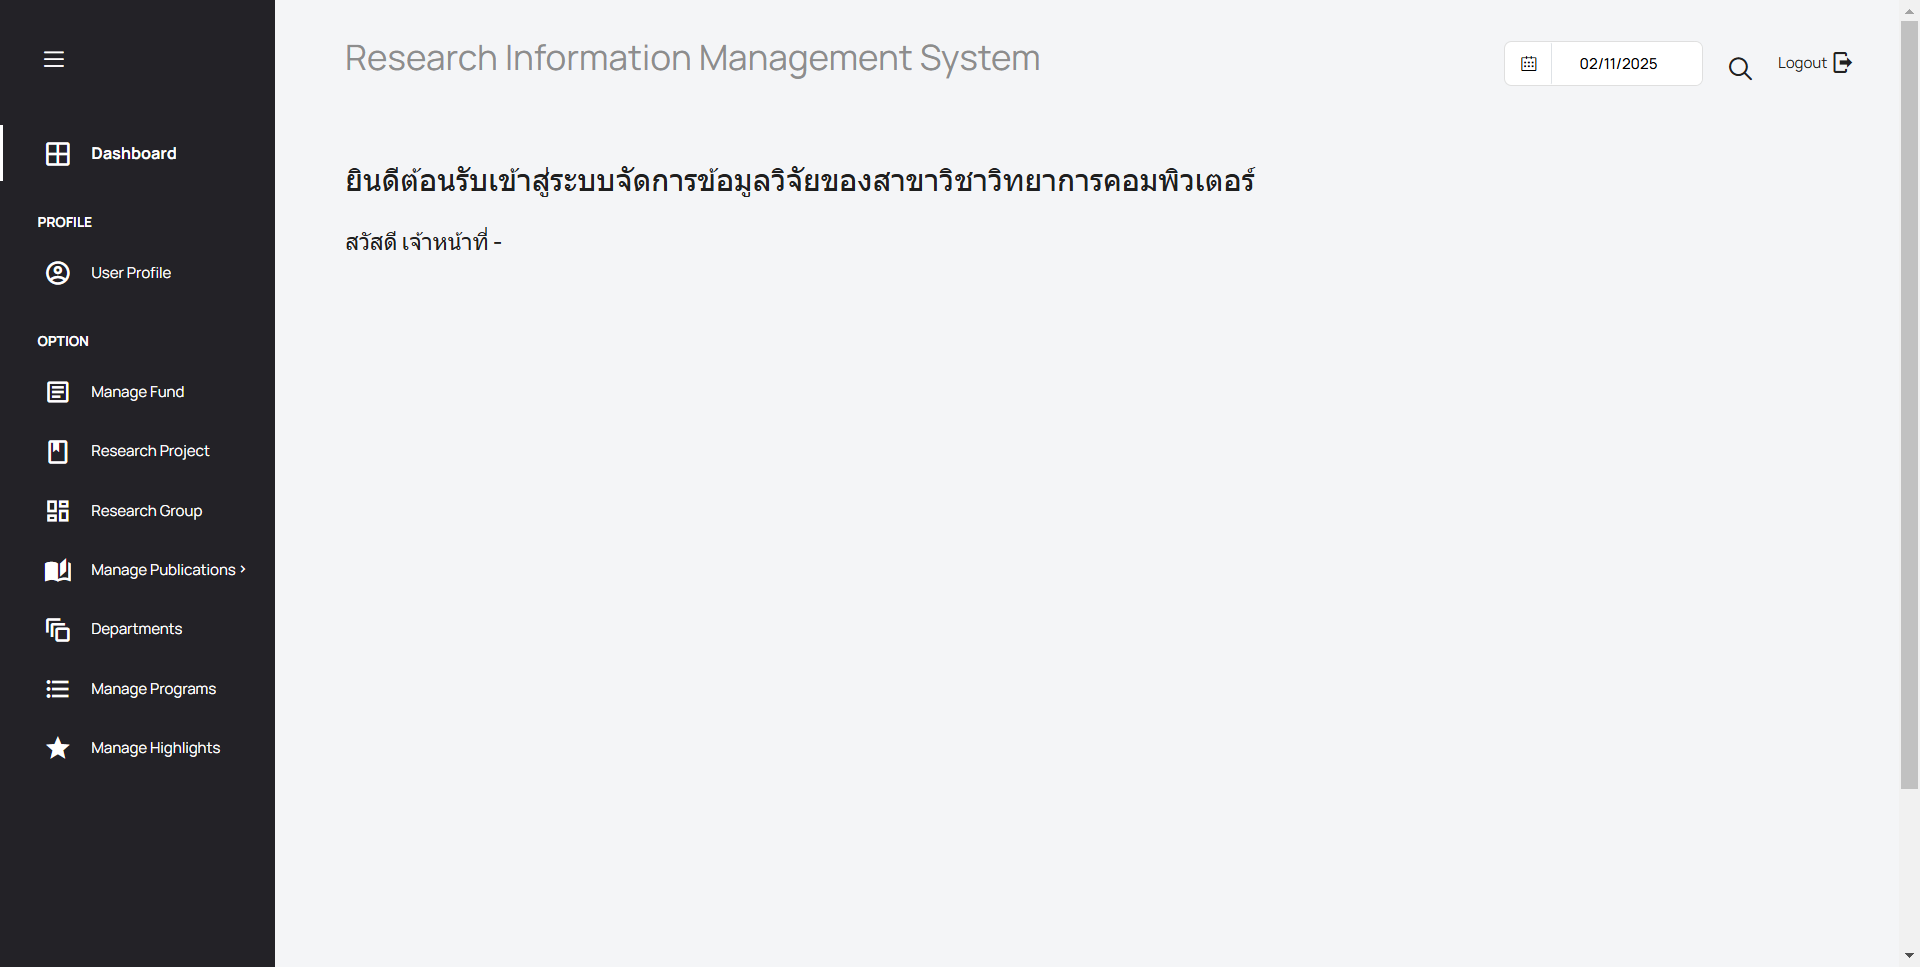 Research Information Management System
02/11/2025
Logout
Dashboard
PROFILE
User Profile
OPTION
Manage Fund
Research Project
Research Group
Manage Publications >
Departments
Manage Programs
Manage Highlights
ยินดีต้อนรับเข้าสู่ระบบจัดการข้อมูลวิจัยของสาขาวิชาวิทยาการคอมพิวเตอร์
สวัสดี เจ้าหน้าที่ -